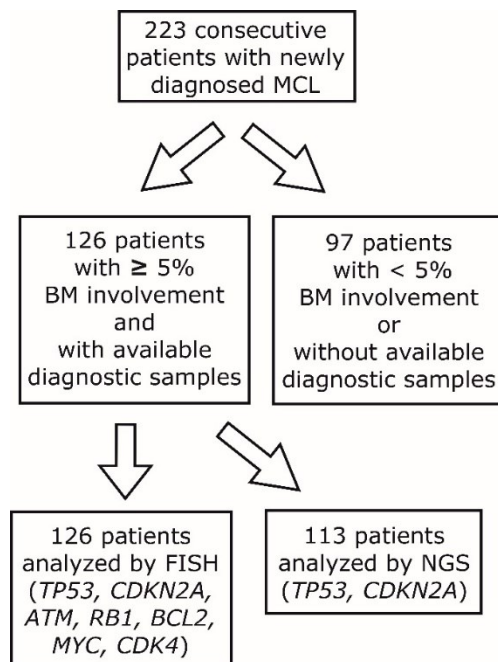 223 consecutive
patients with newly
diagnosed MCL
126 patients
with ≥ 5%
BM involvement
and
with available
diagnostic samples
97 patients
with < 5%
BM involvement
or
without available
diagnostic samples
126 patients
analyzed by FISH
(TP53, CDKN2A,
ATM, RB1, BCL2,
MYC, CDK4)
113 patients
analyzed by NGS
(TP53, CDKN2A)